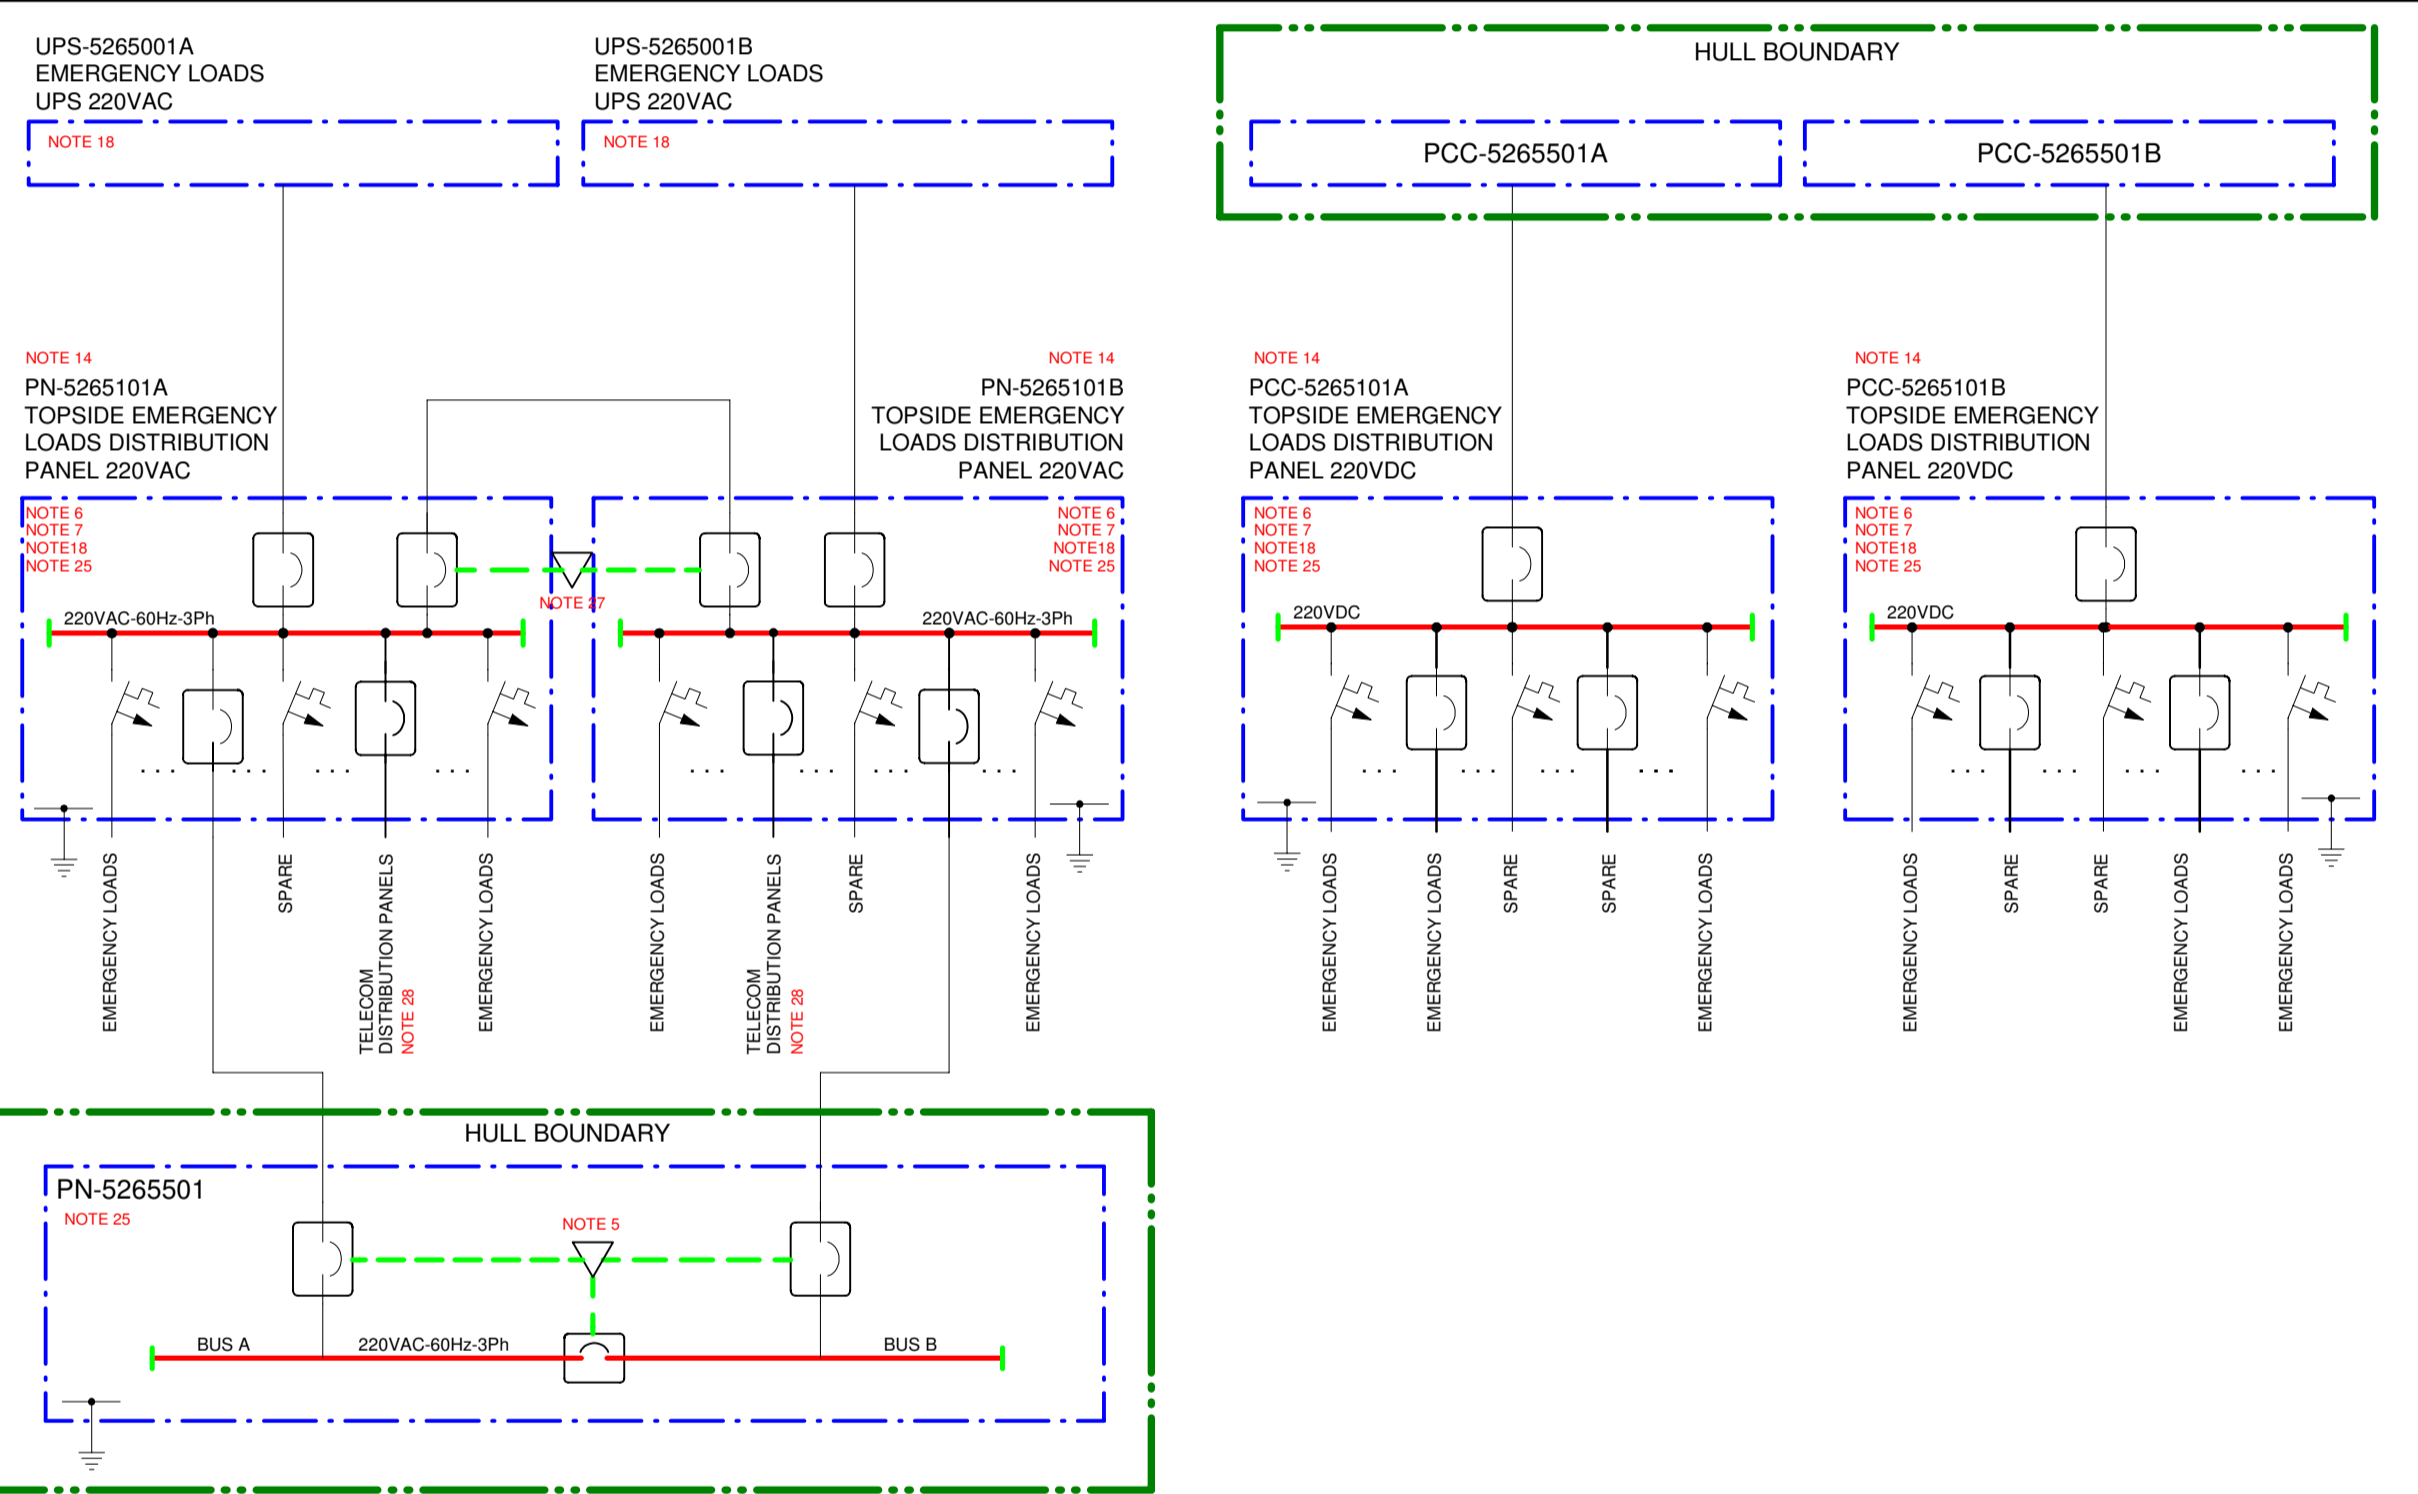 UPS-5265001A
EMERGENCY LOADS
UPS 220VAC
NOTE 18
UPS-5265001B
EMERGENCY LOADS
UPS 220VAC
NOTE 18
HULL BOUNDARY
PCC-5265501A
PCC-5265501B
NOTE 14
PN-5265101A
TOPSIDE EMERGENCY
LOADS DISTRIBUTION
PANEL 220VAC
NOTE 6
NOTE 7
NOTE18
NOTE 25
220VAC-60Hz-3Ph
NOTE 27
NOTE 14
PN-5265101B
TOPSIDE EMERGENCY
LOADS DISTRIBUTION
PANEL 220VAC
NOTE 6
NOTE 7
NOTE18
NOTE 25
220VAC-60Hz-3Ph
NOTE 14
PCC-5265101A
TOPSIDE EMERGENCY
LOADS DISTRIBUTION
PANEL 220VDC
NOTE 6
NOTE 7
NOTE18
NOTE 25
220VDC
NOTE 14
PCC-5265101B
TOPSIDE EMERGENCY
LOADS DISTRIBUTION
PANEL 220VDC
NOTE 6
NOTE 7
NOTE18
NOTE 25
220VDC
EMERGENCY LOADS
SPARE
TELECOM
DISTRIBUTION PANELS
NOTE 28
EMERGENCY LOADS
EMERGENCY LOADS
TELECOM
DISTRIBUTION PANELS
NOTE 28
SPARE
EMERGENCY LOADS
EMERGENCY LOADS
EMERGENCY LOADS
SPARE
SPARE
EMERGENCY LOADS
EMERGENCY LOADS
SPARE
SPARE
EMERGENCY LOADS
EMERGENCY LOADS
HULL BOUNDARY
PN-5265501
NOTE 25
NOTE 5
BUS A
220VAC-60Hz-3Ph
BUS B